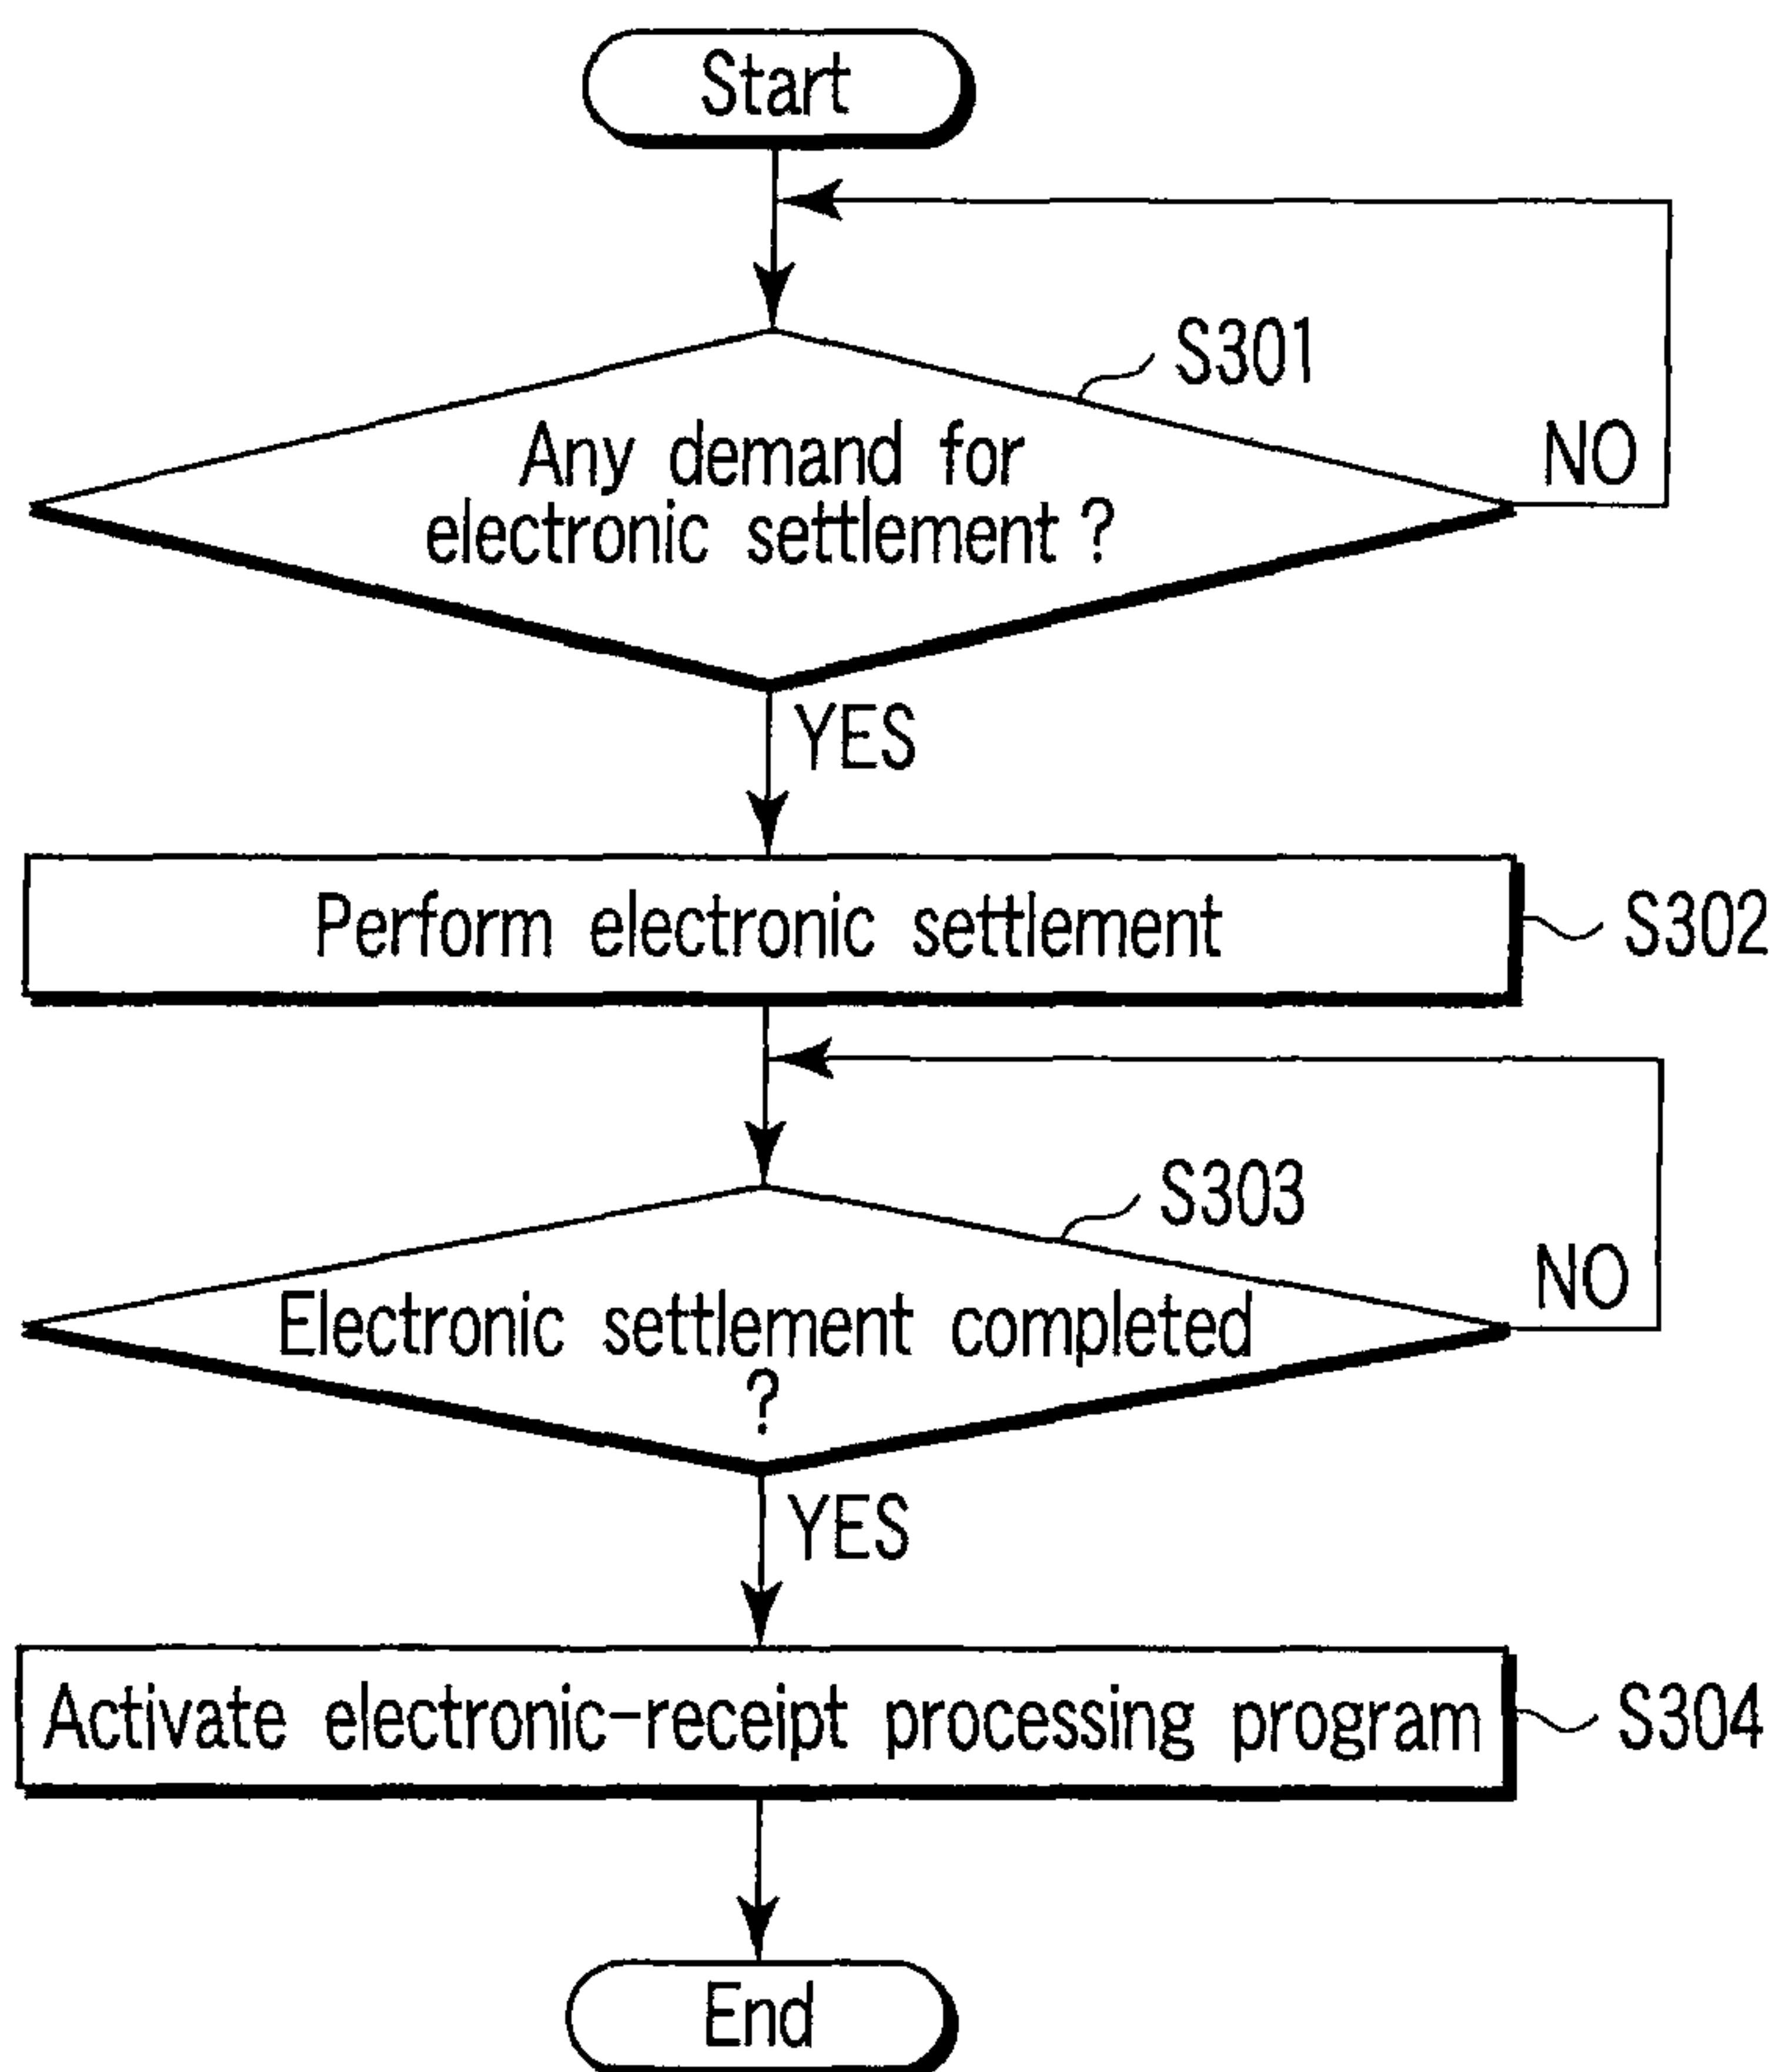 Start
S301
Any demand for
electronic settlement ?
NO
YES
Perform electronic settlement
S302
S303
Electronic settlement completed
?
NO
YES
Activate electronic-receipt processing program
S304
End